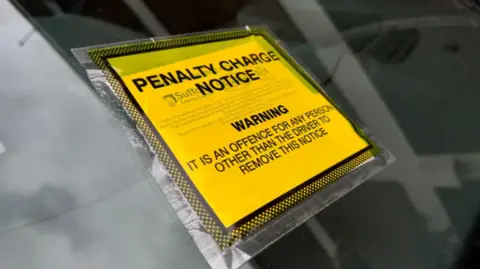 PENALTY CHARGE
NOTICE
WARNING
IT IS AN OFFENCE FOR ANY PERSON
OTHER THAN THE DRIVER TO
REMOVE THIS NOTICE